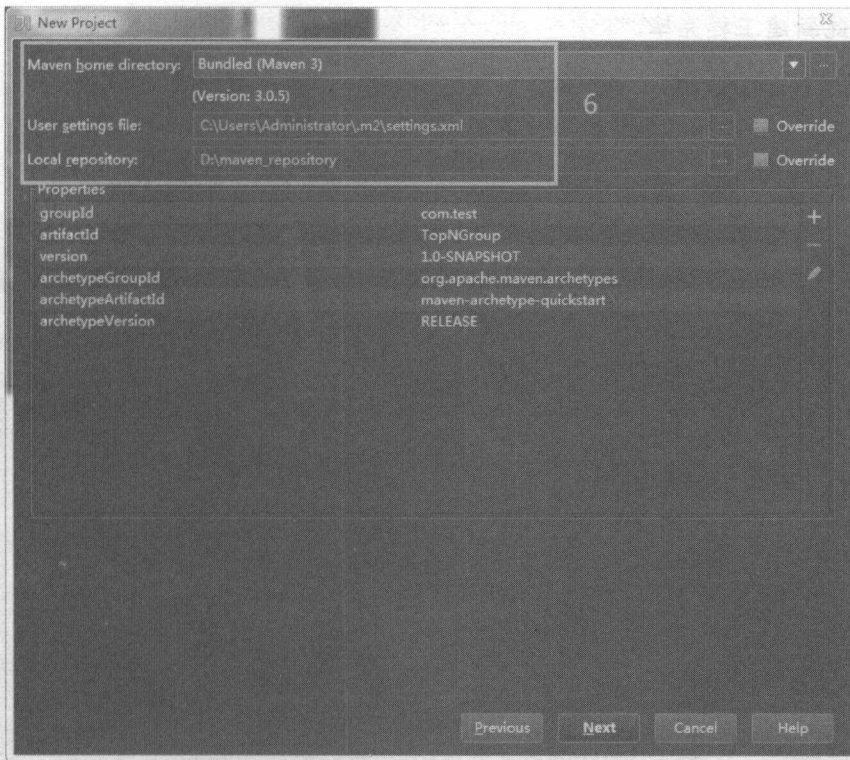 New Project
Maven home directory: Bundled (Maven 3)
(Version: 3.0.5)
6
User settings file: C:\Users\Administrator\.m2\settings.xml ... Override
Local repository: D:\maven_repository ... Override
Properties
groupId com.test
artifactId TopNGroup
version 1.0-SNAPSHOT
archetypeGroupId org.apache.maven.archetypes
archetypeArtifactId maven-archetype-quickstart
archetypeVersion RELEASE
Previous Next Cancel Help